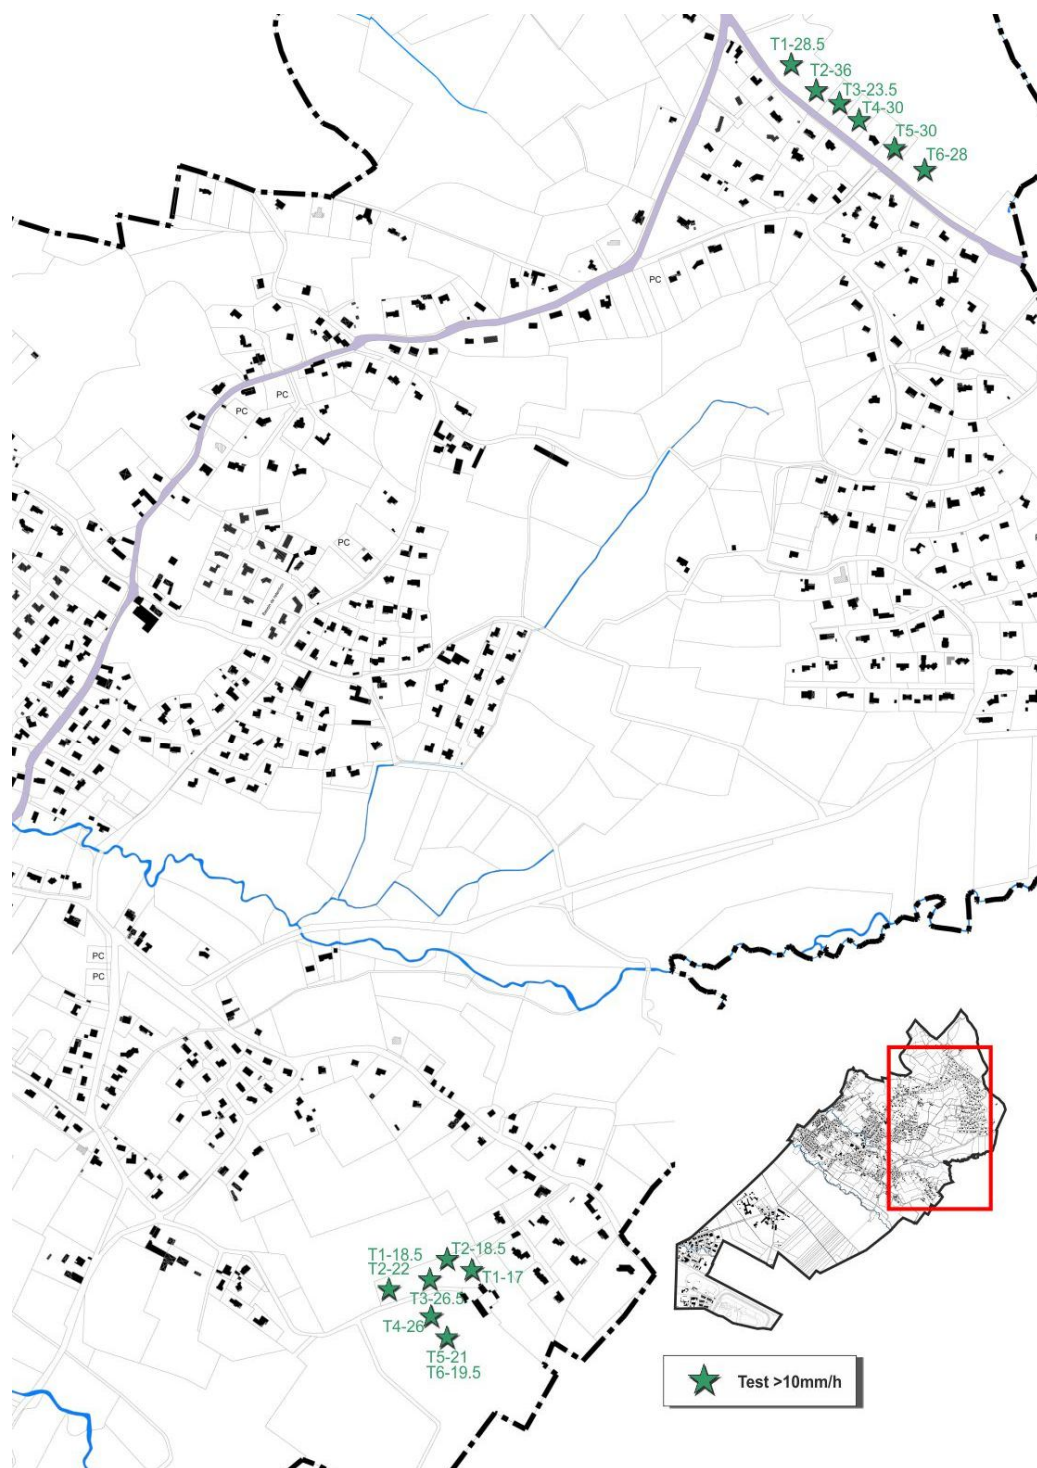 T1-28.5
T2-36
T3-23.5
T4-30
T5-30
T6-28
PC
PC
PC
PC
PC
PC
T1-18.5
T2-18.5
T2-22
T1-17
T3-26.5
T4-26
T5-21
T6-19.5
Test >10mm/h